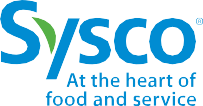 Sysco®
At the heart of
food and service